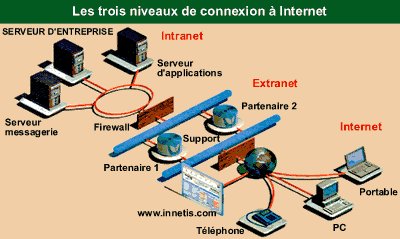 Les trois niveaux de connexion à Internet
SERVEUR D'ENTREPRISE
Intranet
Serveur
d'applications
Extranet
Serveur
messagerie
Firewall
Partenaire 2
Support
Internet
Partenaire 1
Portable
www.innetis.com
Téléphone
PC